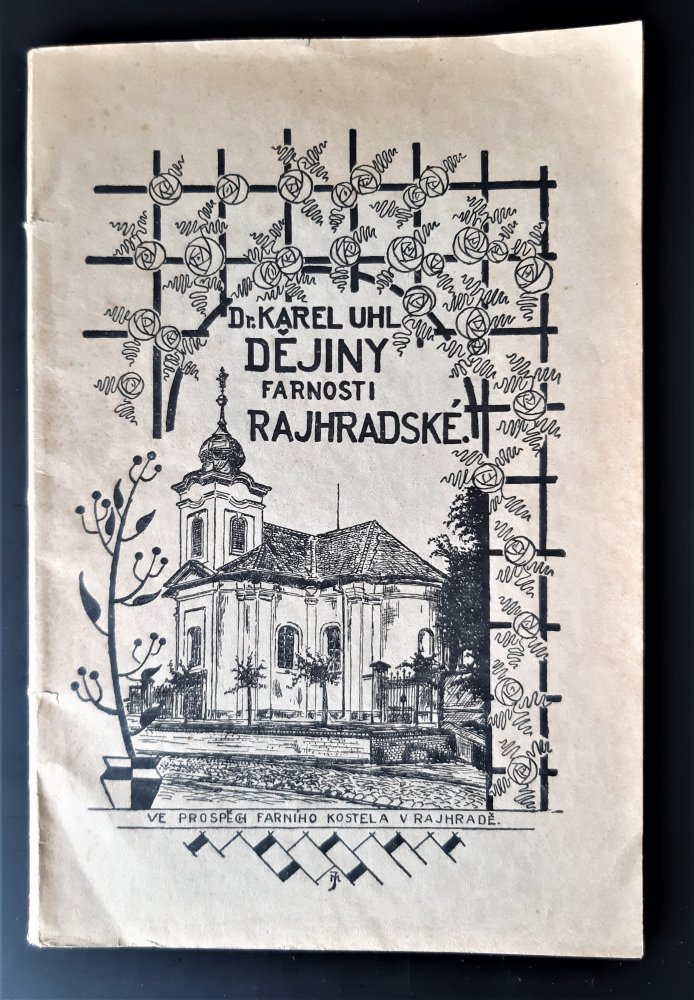 Dr. KAREL UHL
DĚJINY
FARNOSTI
RAJHRADSKÉ.
VE PROSPĚCH FARNÍHO KOSTELA V RAJHRADĚ.